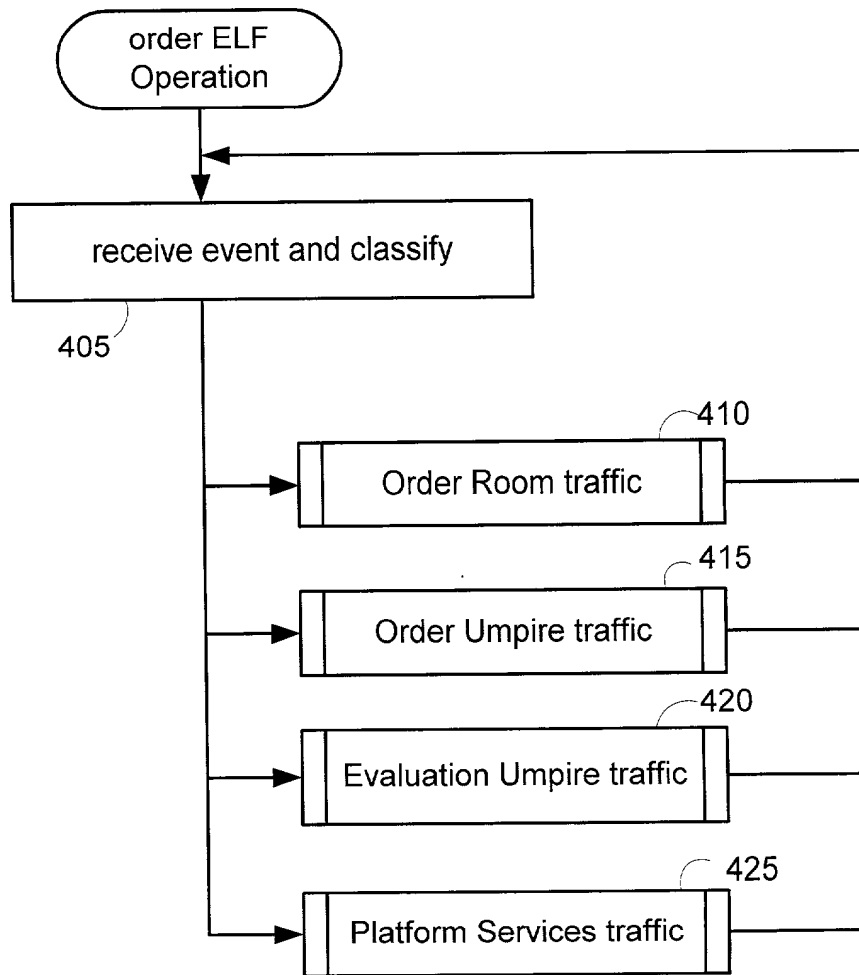 order ELF
Operation
receive event and classify
405
410
Order Room traffic
415
Order Umpire traffic
420
Evaluation Umpire traffic
425
Platform Services traffic